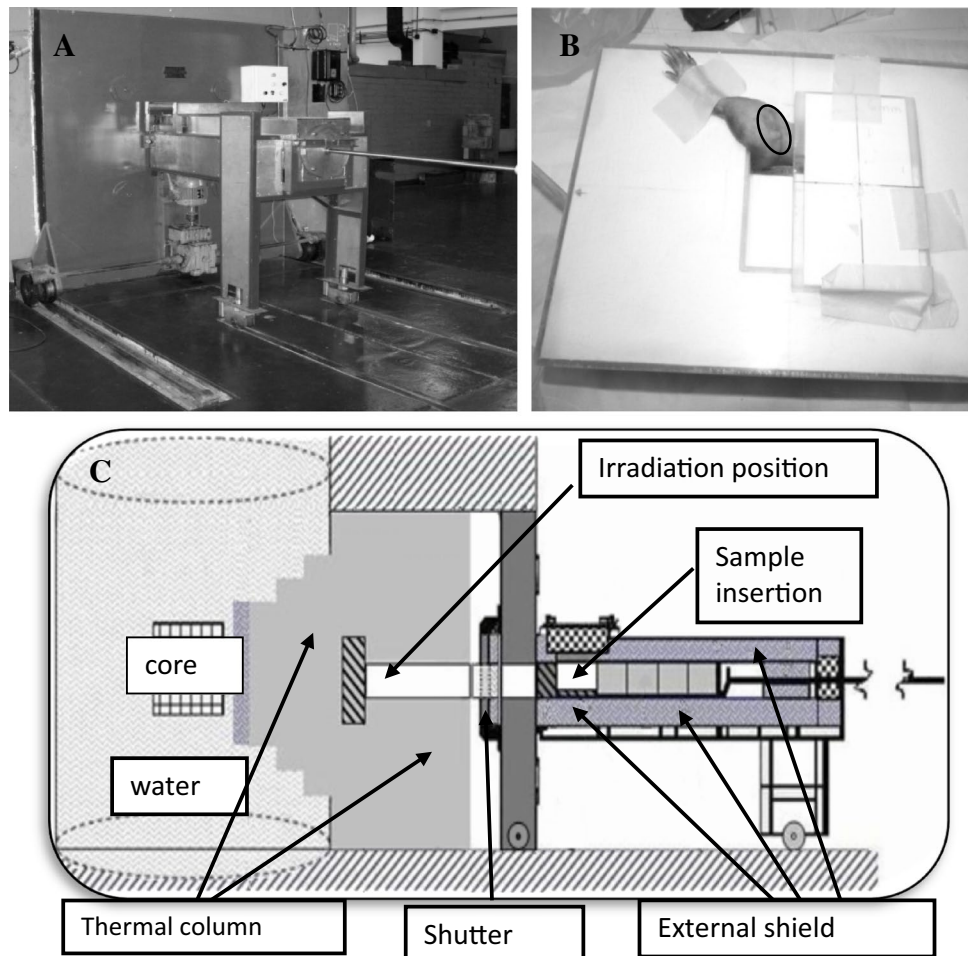 A
B
C
Irradiation position
Sample
insertion
core
water
Thermal column
Shutter
External shield